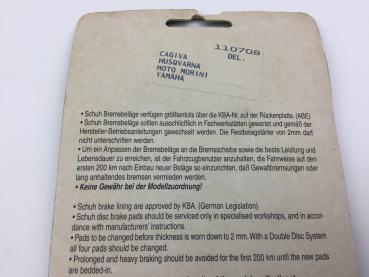 110708
CAGIVA DEL.
HUSQVARNA
MOTO MORINI
YAMAHA
• Schuh Bremsbeläge verfügen größtenteils über die KBA-Nr. auf der Rückenplatte. (ABE)
• Schuh Bremsbeläge sollten ausschließlich in Fachwerkstätten gewartet und gemäß der
Hersteller-Betriebsanleitungen gewechselt werden. Die Restbelagstärke von 2mm darf
nicht unterschritten werden.
• Um ein Anpassen der Bremsbeläge an die Bremsscheibe sowie die beste Leistung und
Lebensdauer zu erreichen, ist der Fahrzeugbenutzer anzuhalten, die Fahrweise auf den
ersten 200 km nach Einbau neuer Beläge so einzurichten, daß Gewaltbremsungen oder
lang anhaltendes bremsen vermieden werden.
• Keine Gewähr bei der Modellzuordnung!
• Schuh brake lining are approved by KBA. (German Legislation)
• Schuh disc brake pads should be serviced only in specialised workshops, and in accor-
dance with manufacturers' instructions.
• Pads to be changed before thickness is worn down to 2 mm. With a Double Disc System
all four pads should be changed.
• Prolonged and heavy braking should be avoided for the first 200 km until the new pads
are bedded-in.